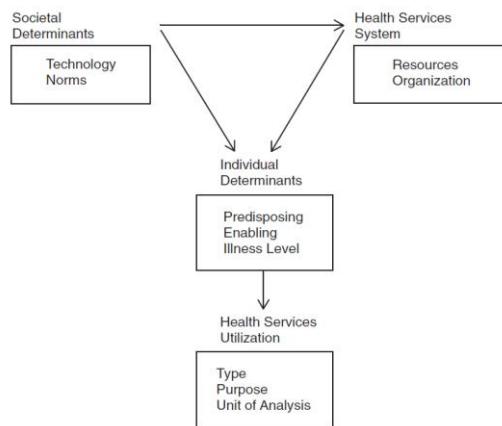 Societal
Determinants
Technology
Norms
Health Services
System
Resources
Organization
Individual
Determinants
Predisposing
Enabling
Illness Level
Health Services
Utilization
Type
Purpose
Unit of Analysis